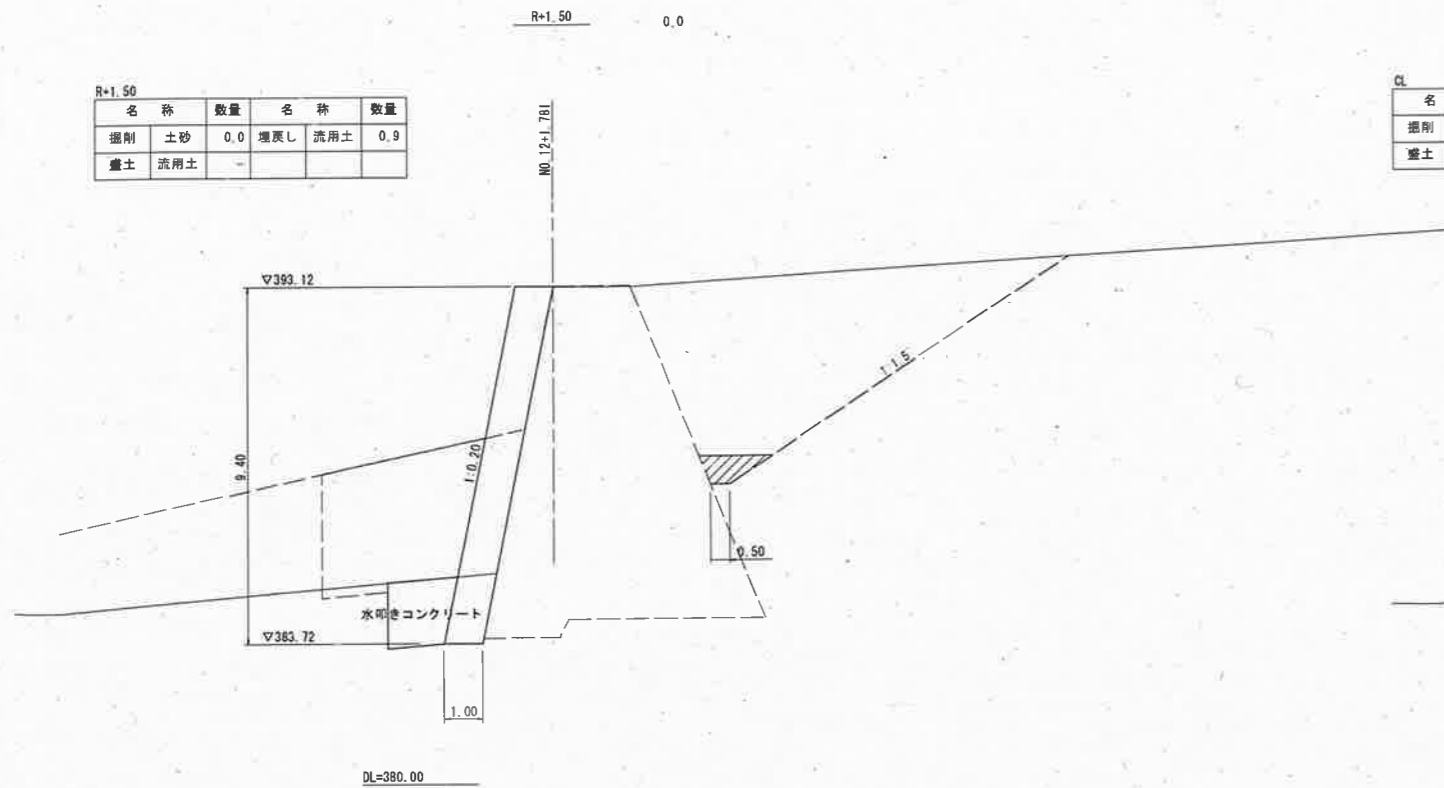 R+1.50 0.0
R+1.50
名 称 数量 名 称 数量
掘削 土砂 0.0 埋戻し 流用土 0.9
盛土 流用土 -
CL
名
掘削
盛土
NO.12+1.781
▽393.12
1:1.5
9.40
1:0.20
0.50
水叩きコンクリート
▽383.72
1.00
DL=380.00